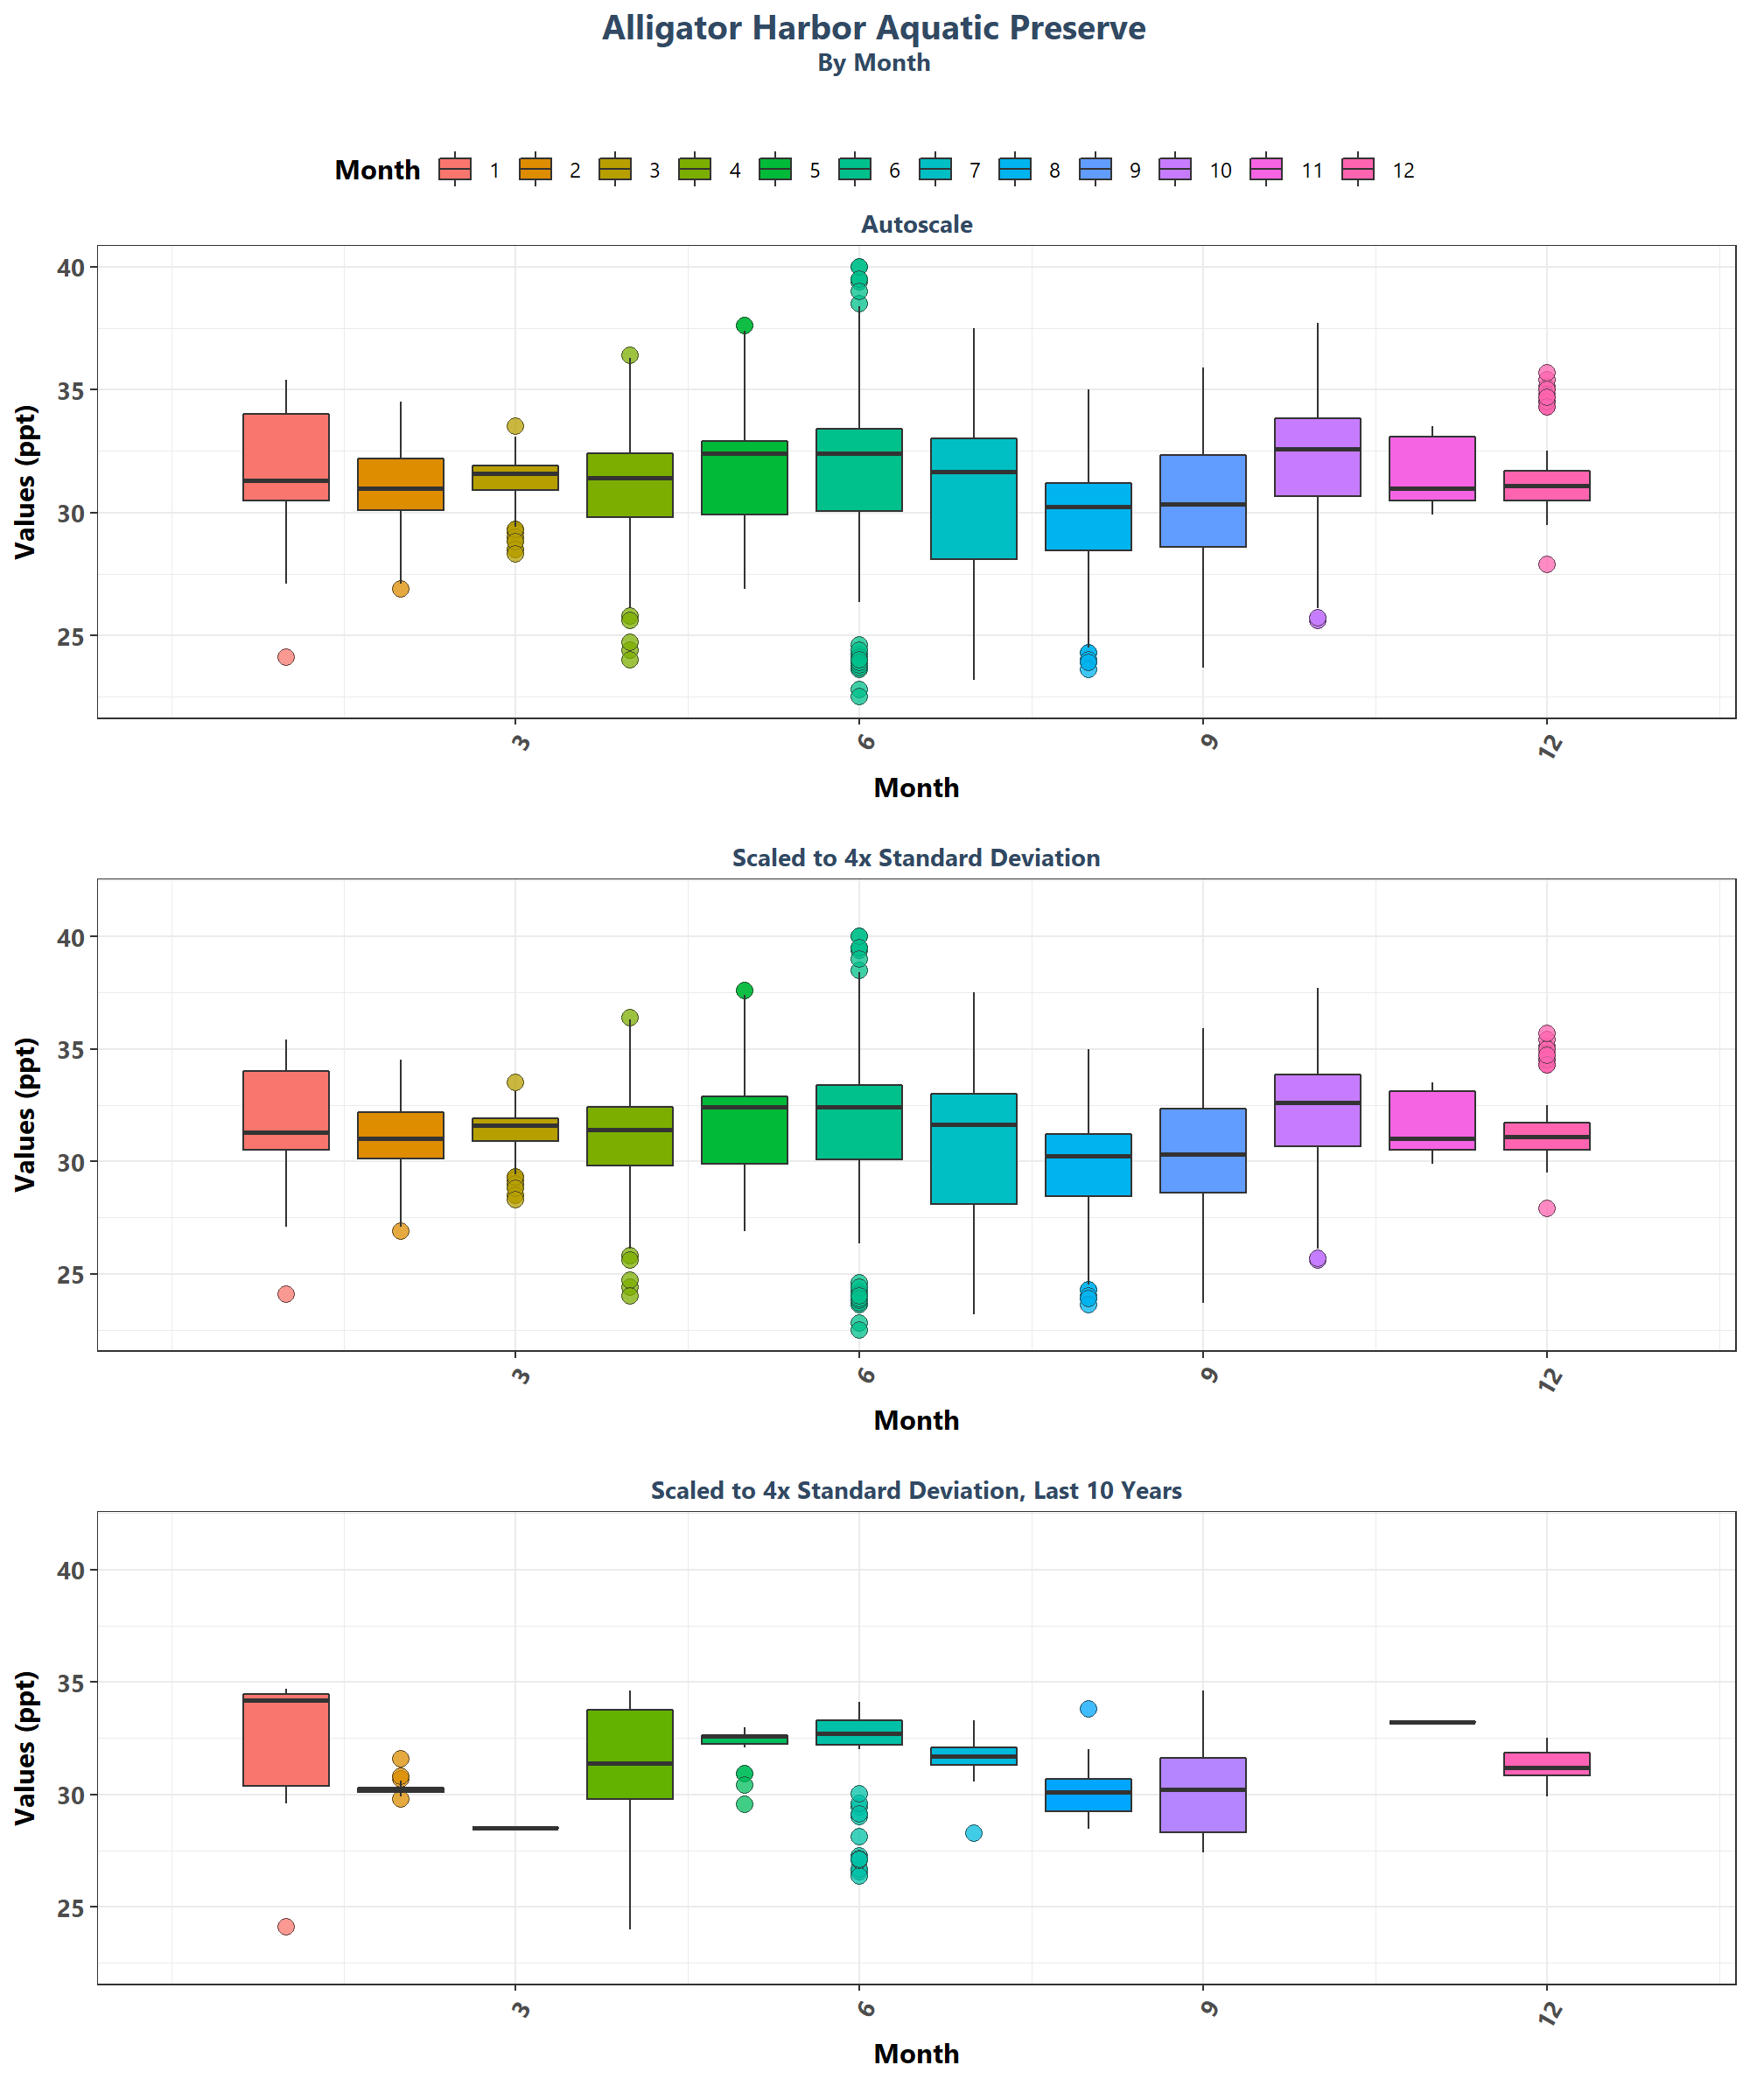 Alligator Harbor Aquatic Preserve
By Month
Month 1 2 3 4 5 6 7 8 9 10 11 12
Autoscale
Values (ppt)
40
35
30
25
3 6 9 12
Month
Scaled to 4x Standard Deviation
Values (ppt)
40
35
30
25
3 6 9 12
Month
Scaled to 4x Standard Deviation, Last 10 Years
Values (ppt)
40
35
30
25
3 6 9 12
Month